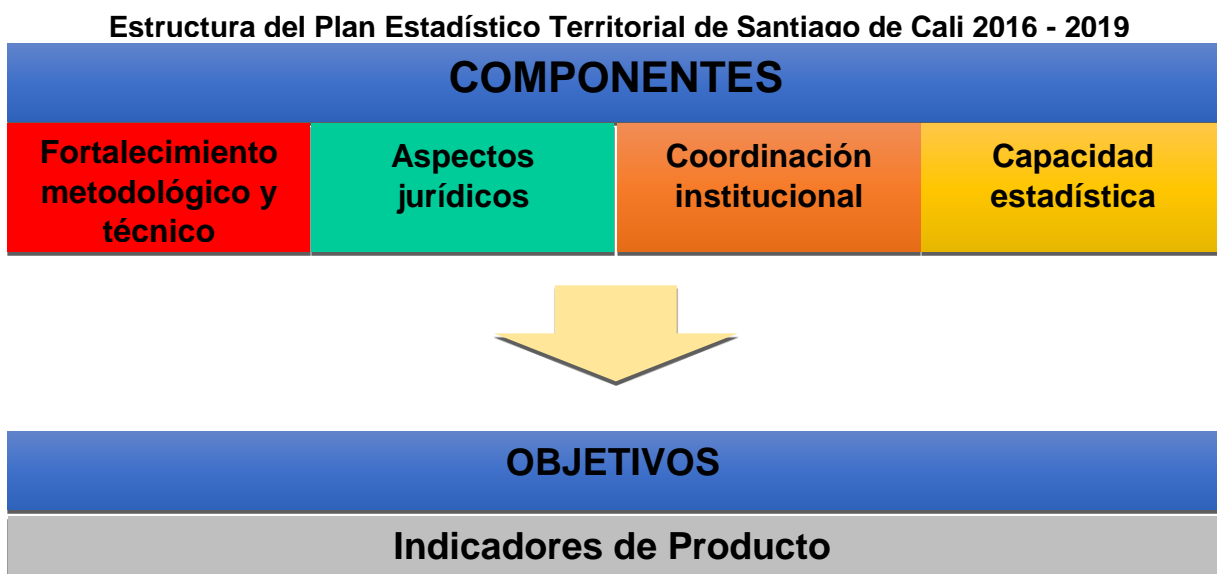 Estructura del Plan Estadístico Territorial de Santiago de Cali 2016 - 2019
COMPONENTES
Fortalecimiento
metodológico y
técnico
Aspectos
jurídicos
Coordinación
institucional
Capacidad
estadística
OBJETIVOS
Indicadores de Producto